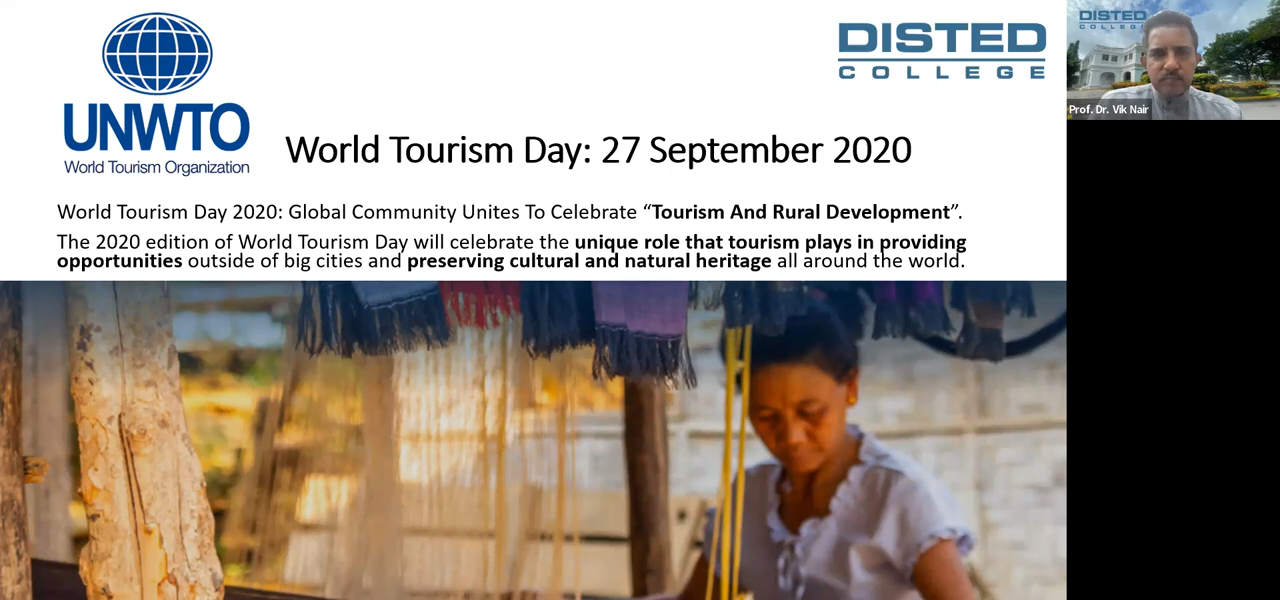 UNWTO
World Tourism Organization
DISTED
COLLEGE
World Tourism Day: 27 September 2020
World Tourism Day 2020: Global Community Unites To Celebrate “Tourism And Rural Development”.
The 2020 edition of World Tourism Day will celebrate the unique role that tourism plays in providing
opportunities outside of big cities and preserving cultural and natural heritage all around the world.
DISTED
COLLEGE
Prof. Dr. Vik Nair